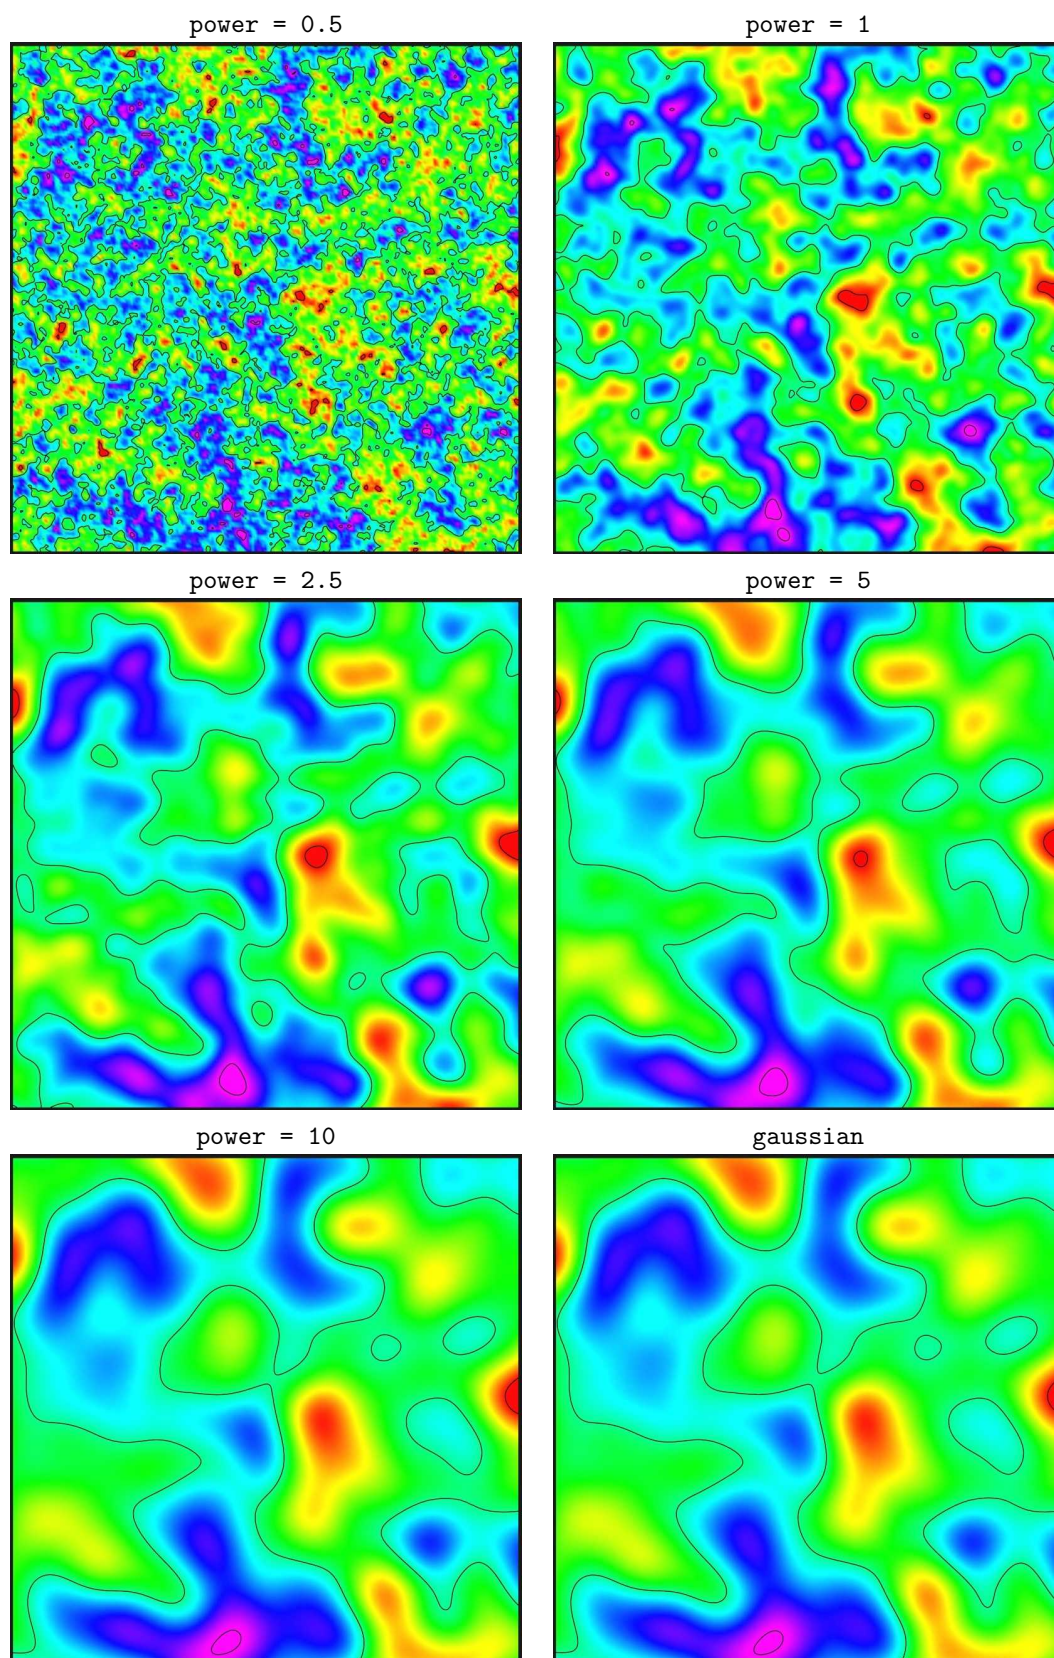 power = 0.5
power = 1
power = 2.5
power = 5
power = 10
gaussian